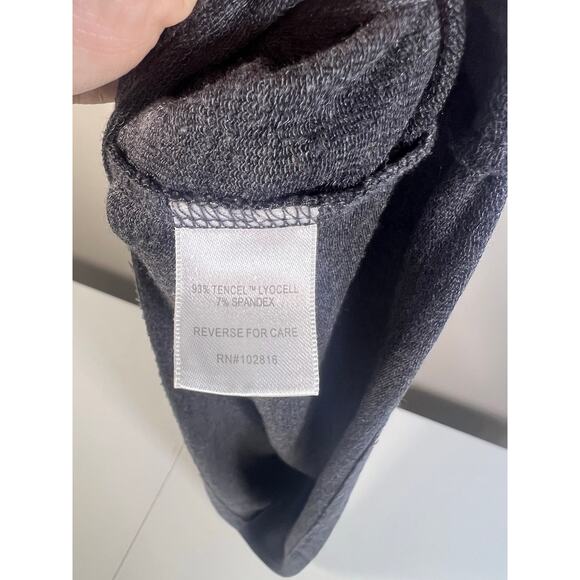 93% TENCEL™ LYOCELL
7% SPANDEX
REVERSE FOR CARE
RN#102816